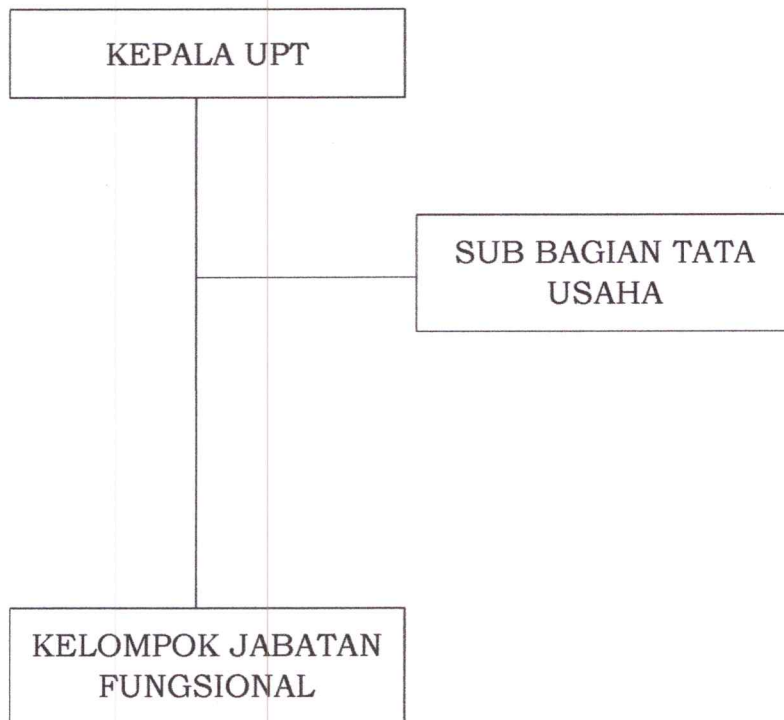 KEPALA UPT
SUB BAGIAN TATA
USAHA
KELOMPOK JABATAN
FUNGSIONAL